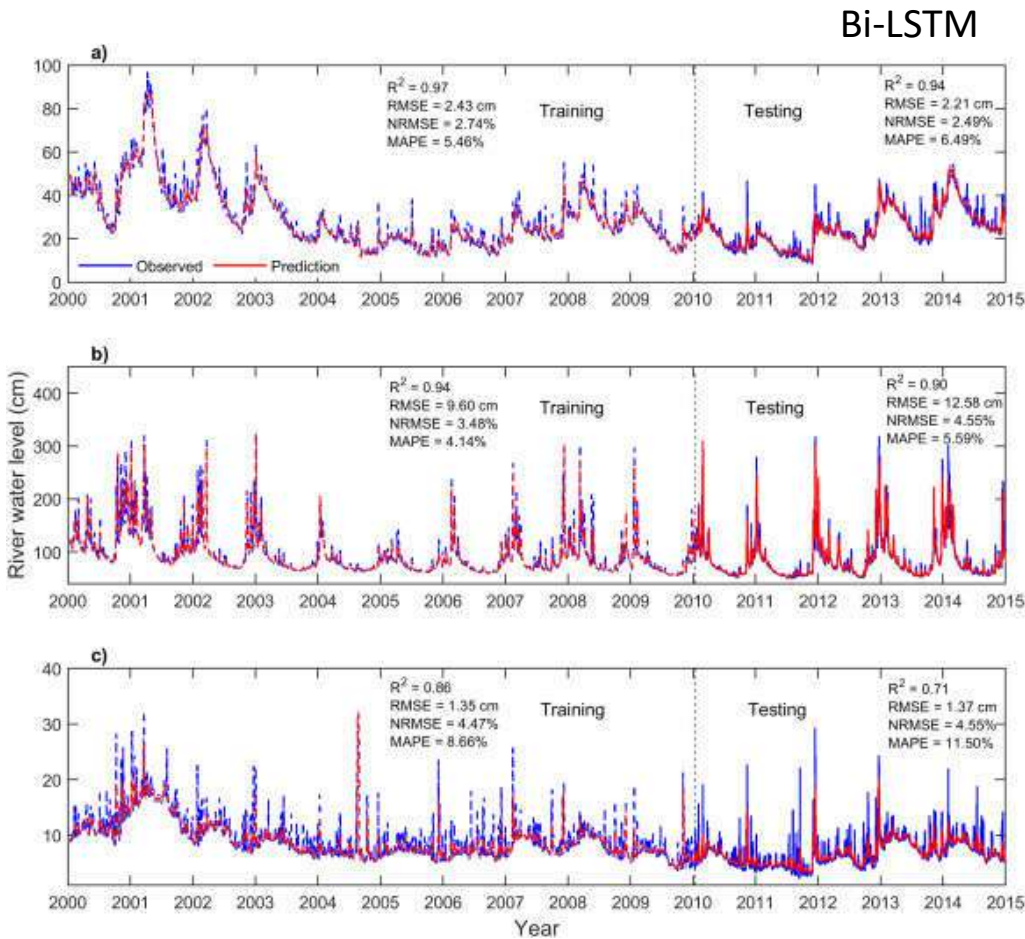 Bi-LSTM
a)
100
80
60
40
20
0
R² = 0.97
RMSE = 2.43 cm
NRMSE = 2.74%
MAPE = 5.46%
Training
Testing
R² = 0.94
RMSE = 2.21 cm
NRMSE = 2.49%
MAPE = 6.49%
Observed Prediction
2000 2001 2002 2003 2004 2005 2006 2007 2008 2009 2010 2011 2012 2013 2014 2015
b)
River water level (cm)
400
300
200
100
R² = 0.94
RMSE = 9.60 cm
NRMSE = 3.48%
MAPE = 4.14%
Training
Testing
R² = 0.90
RMSE = 12.58 cm
NRMSE = 4.55%
MAPE = 5.59%
2000 2001 2002 2003 2004 2005 2006 2007 2008 2009 2010 2011 2012 2013 2014 2015
c)
40
30
20
10
R² = 0.86
RMSE = 1.35 cm
NRMSE = 4.47%
MAPE = 8.66%
Training
Testing
R² = 0.71
RMSE = 1.37 cm
NRMSE = 4.55%
MAPE = 11.50%
2000 2001 2002 2003 2004 2005 2006 2007 2008 2009 2010 2011 2012 2013 2014 2015
Year